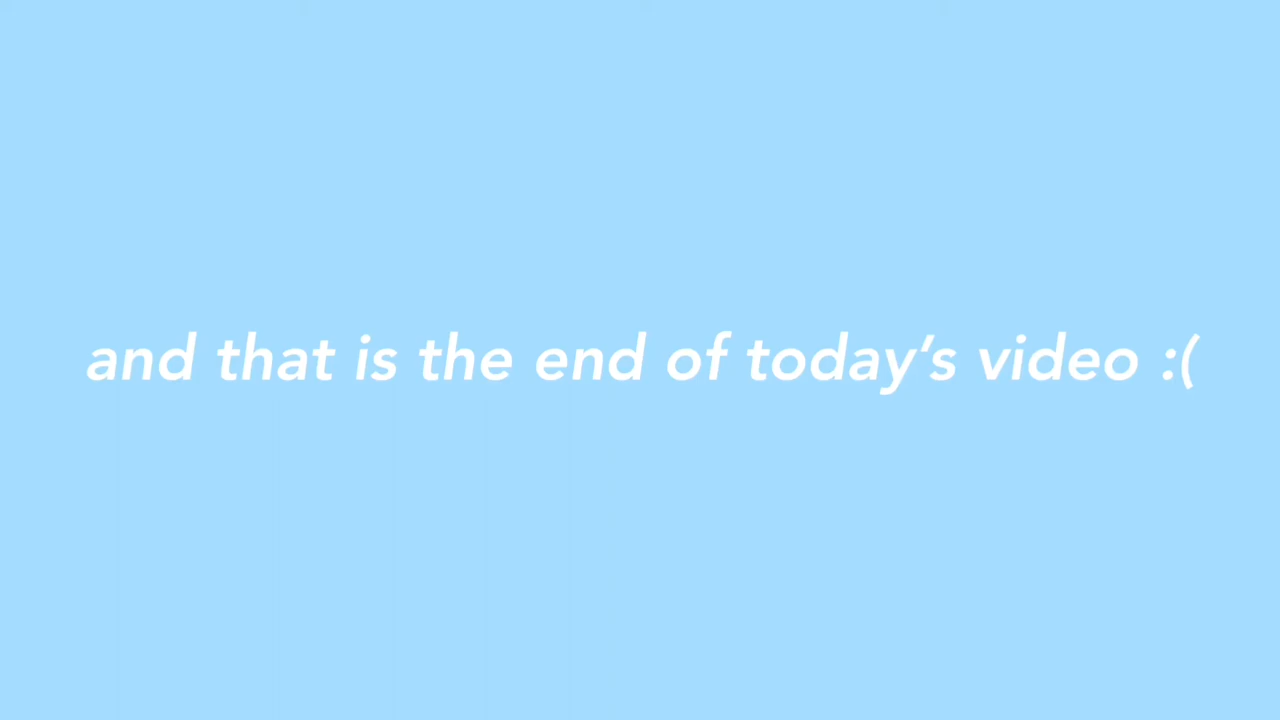 and that is the end of today’s video :(